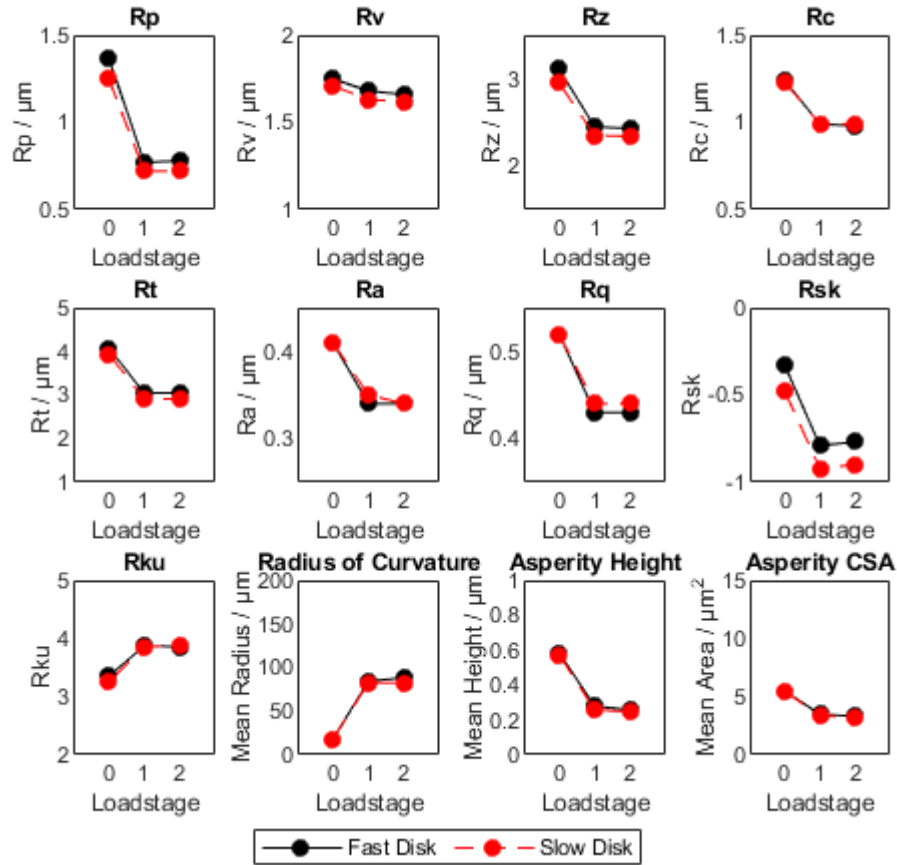 Rp
Rp / µm
1.5
1
0.5
0 1 2
Loadstage
Rv
Rv / µm
2
1.5
1
0 1 2
Loadstage
Rz
Rz / µm
3
2
0 1 2
Loadstage
Rc
Rc / µm
1.5
1
0.5
0 1 2
Loadstage
Rt
Rt / µm
5
4
3
2
1
0 1 2
Loadstage
Ra
Ra / µm
0.4
0.3
0 1 2
Loadstage
Rq
Rq / µm
0.5
0.4
0 1 2
Loadstage
Rsk
Rsk
0
-0.5
-1
0 1 2
Loadstage
Rku
Rku
5
4
3
2
0 1 2
Loadstage
Radius of Curvature
Mean Radius / µm
200
150
100
50
0
0 1 2
Loadstage
Asperity Height
Mean Height / µm
1
0.8
0.6
0.4
0.2
0
0 1 2
Loadstage
Asperity CSA
Mean Area / µm²
15
10
5
0
0 1 2
Loadstage
Fast Disk Slow Disk